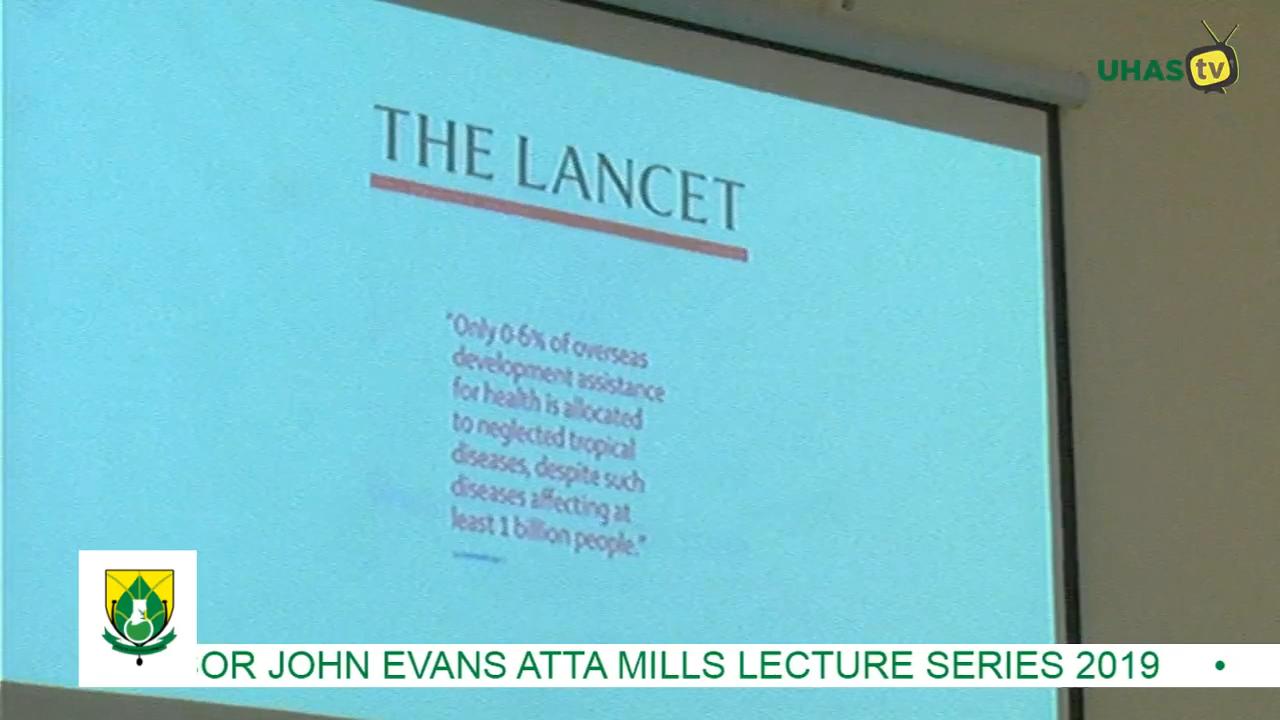 UHAS tv
THE LANCET
"Only 0·6% of overseas
development assistance
for health is allocated
to neglected tropical
diseases, despite such
diseases affecting at
least 1 billion people."
OR JOHN EVANS ATTA MILLS LECTURE SERIES 2019 •